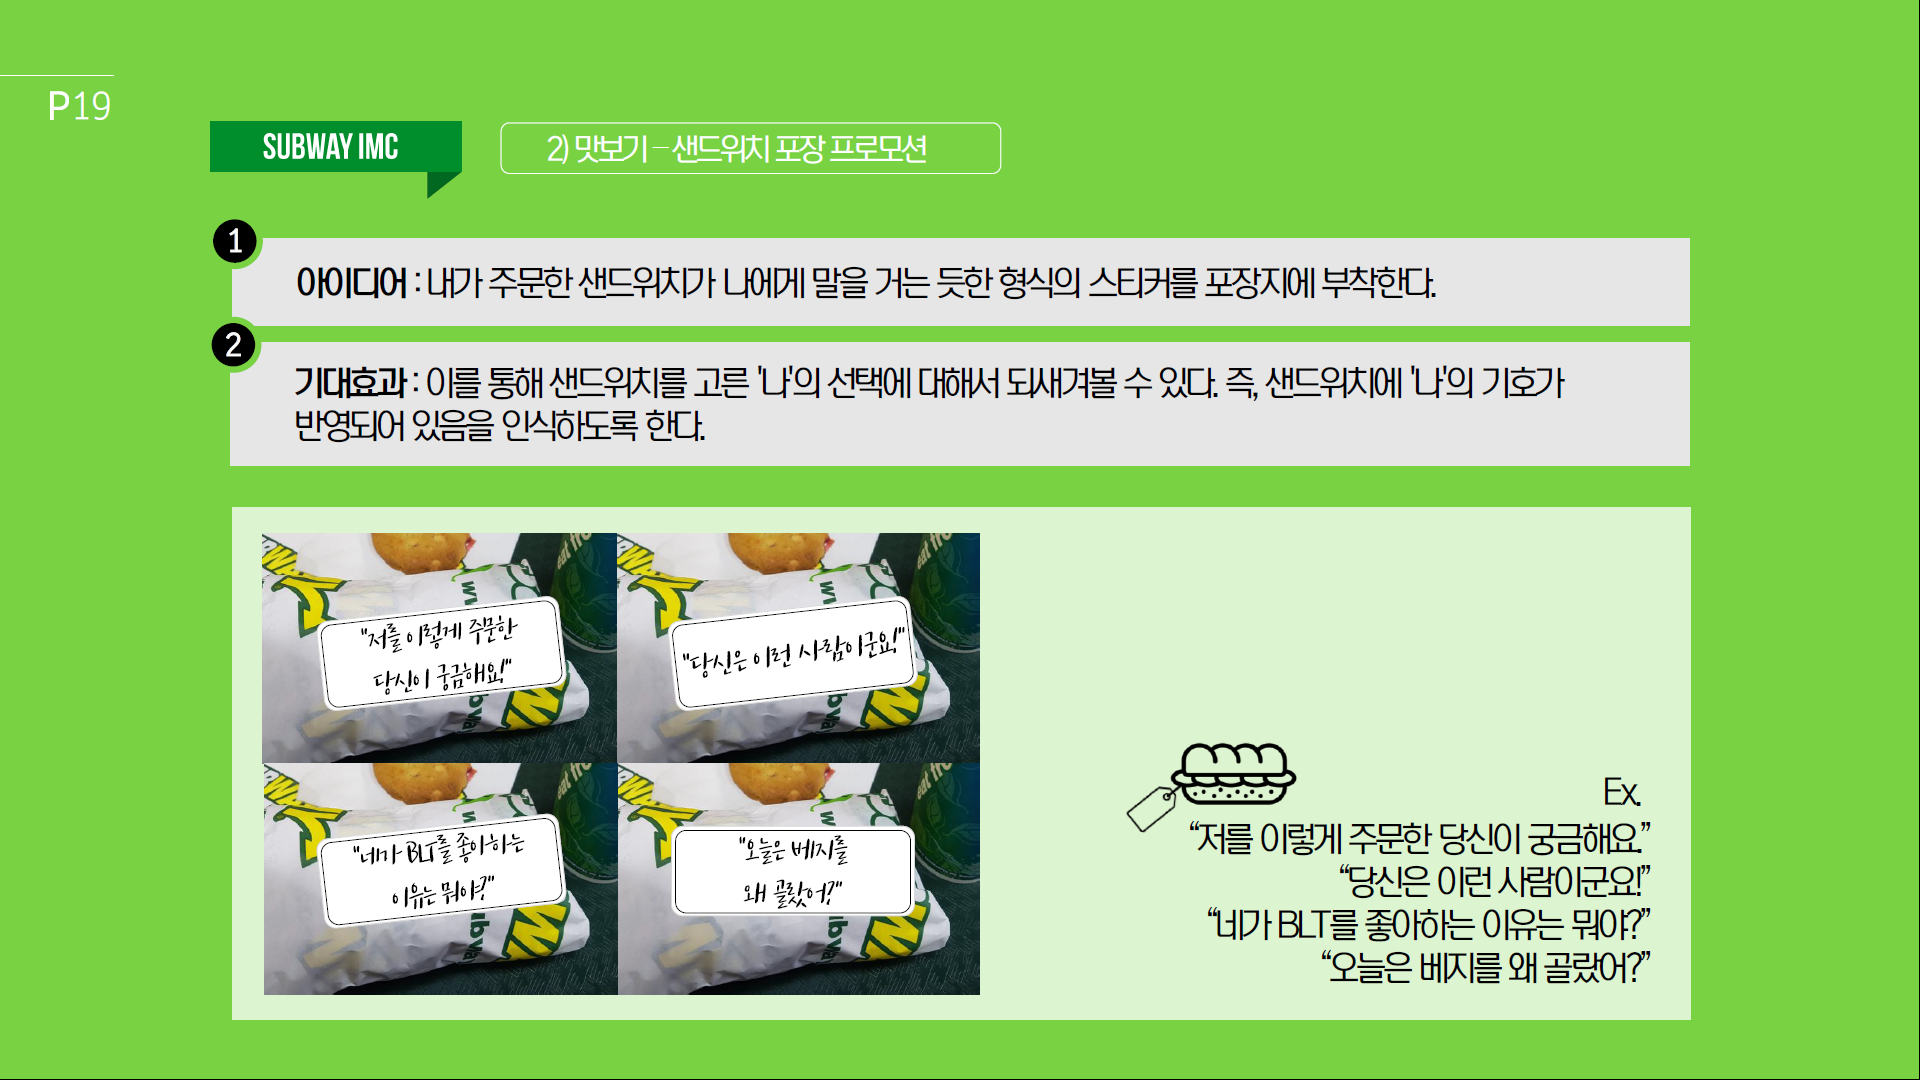 P19
SUBWAY IMC
2) 맛보기 – 샌드위치 포장 프로모션
1
아이디어 : 내가 주문한 샌드위치가 나에게 말을 거는 듯한 형식의 스티커를 포장지에 부착한다.
2
기대효과 : 이를 통해 샌드위치를 고른 '나'의 선택에 대해서 되새겨볼 수 있다. 즉, 샌드위치에 '나'의 기호가
반영되어 있음을 인식하도록 한다.
"저를 이렇게 주문한
당신이 궁금해요!"
"당신은 이런 사람이군요!"
"네가 BLT를 좋아하는
이유는 뭐야?"
"오늘은 베지를
왜 골랐어?"
Ex.
“저를 이렇게 주문한 당신이 궁금해요.”
“당신은 이런 사람이군요!”
“네가 BLT를 좋아하는 이유는 뭐야?”
“오늘은 베지를 왜 골랐어?”